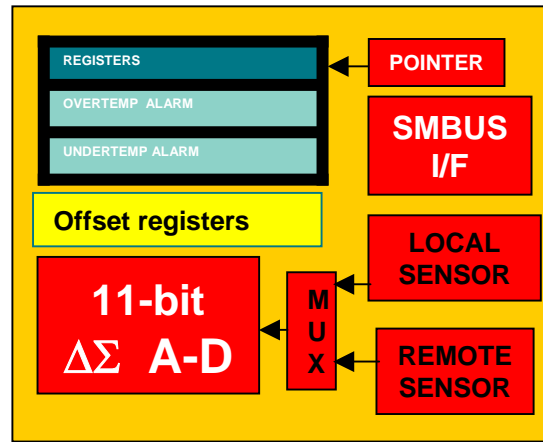 REGISTERS
POINTER
OVERTEMP ALARM
UNDERTEMP ALARM
SMBUS
I/F
Offset registers
LOCAL
SENSOR
11-bit
ΔΣ A-D
M
U
X
REMOTE
SENSOR